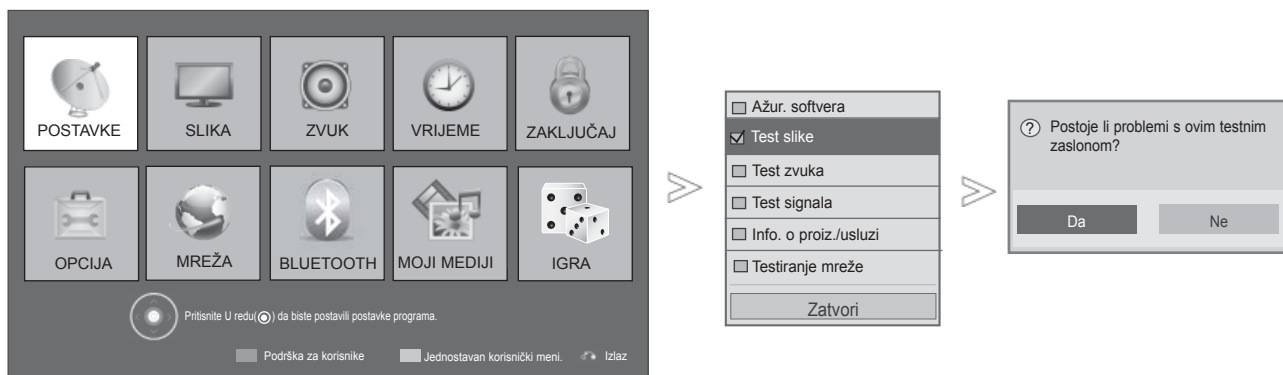 POSTAVKE
SLIKA
ZVUK
VRIJEME
ZAKLJUČAJ
OPCIJA
MREŽA
BLUETOOTH
MOJI MEDIJI
IGRA
Pritisnite U redu(◉) da biste postavili postavke programa.
Podrška za korisnike
Jednostavan korisnički meni.
Izlaz
Ažur. softvera
Test slike
Test zvuka
Test signala
Info. o proiz./usluzi
Testiranje mreže
Zatvori
? Postoje li problemi s ovim testnim
zaslonom?
Da
Ne